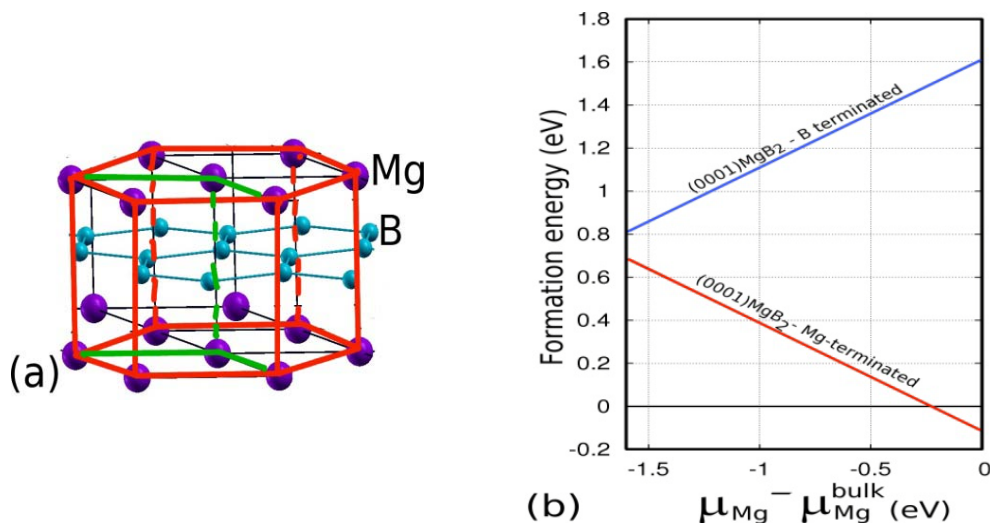 Mg
B
(a)
Formation energy (eV)
1.8
1.6
1.4
1.2
1
0.8
0.6
0.4
0.2
0
-0.2
(0001)MgB2 - B terminated
(0001)MgB2 - Mg-terminated
-1.5
-1
-0.5
0
(b)
μMg − μMg bulk (eV)